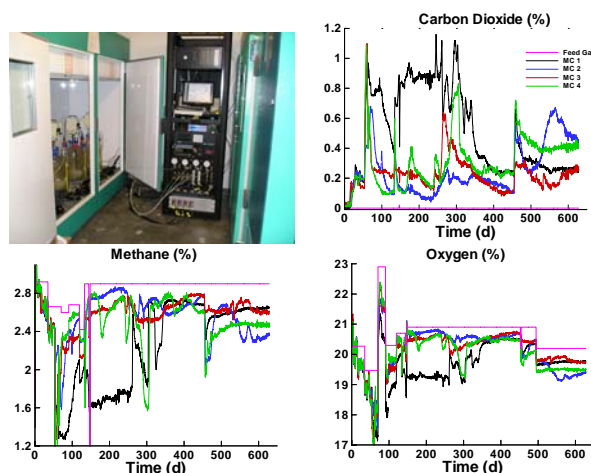 Carbon Dioxide (%)
1.2
1
0.8
0.6
0.4
0.2
0
0 100 200 300 400 500 600
Time (d)
Feed Ga
MC 1
MC 2
MC 3
MC 4
Methane (%)
2.8
2.4
2
1.6
1.2
0 100 200 300 400 500 600
Time (d)
Oxygen (%)
23
22
21
20
19
18
17
0 100 200 300 400 500 600
Time (d)